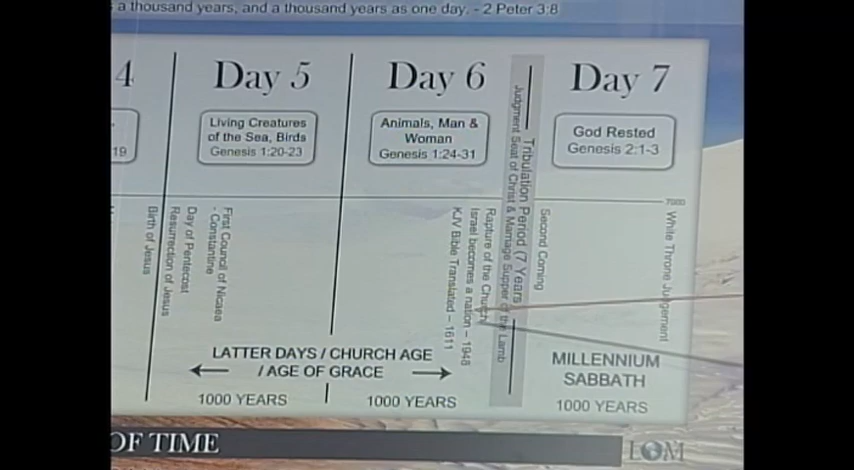 a thousand years, and a thousand years as one day. - 2 Peter 3:8
4
Day 5
Day 6
Day 7
19
Living Creatures
of the Sea, Birds
Genesis 1:20-23
Animals, Man &
Woman
Genesis 1:24-31
God Rested
Genesis 2:1-3
7000
Birth of Jesus
Resurrection of Jesus
Day of Pentecost
First Council of Nicaea
- Constantine
KJV Bible Translated – 1611
Israel becomes a nation – 1948
Rapture of the Church
Judgment Seat of Christ & Marriage Supper of the Lamb
Tribulation Period (7 Years
Second Coming
White Throne Judgement
LATTER DAYS / CHURCH AGE
/ AGE OF GRACE
1000 YEARS
1000 YEARS
MILLENNIUM
SABBATH
1000 YEARS
OF TIME